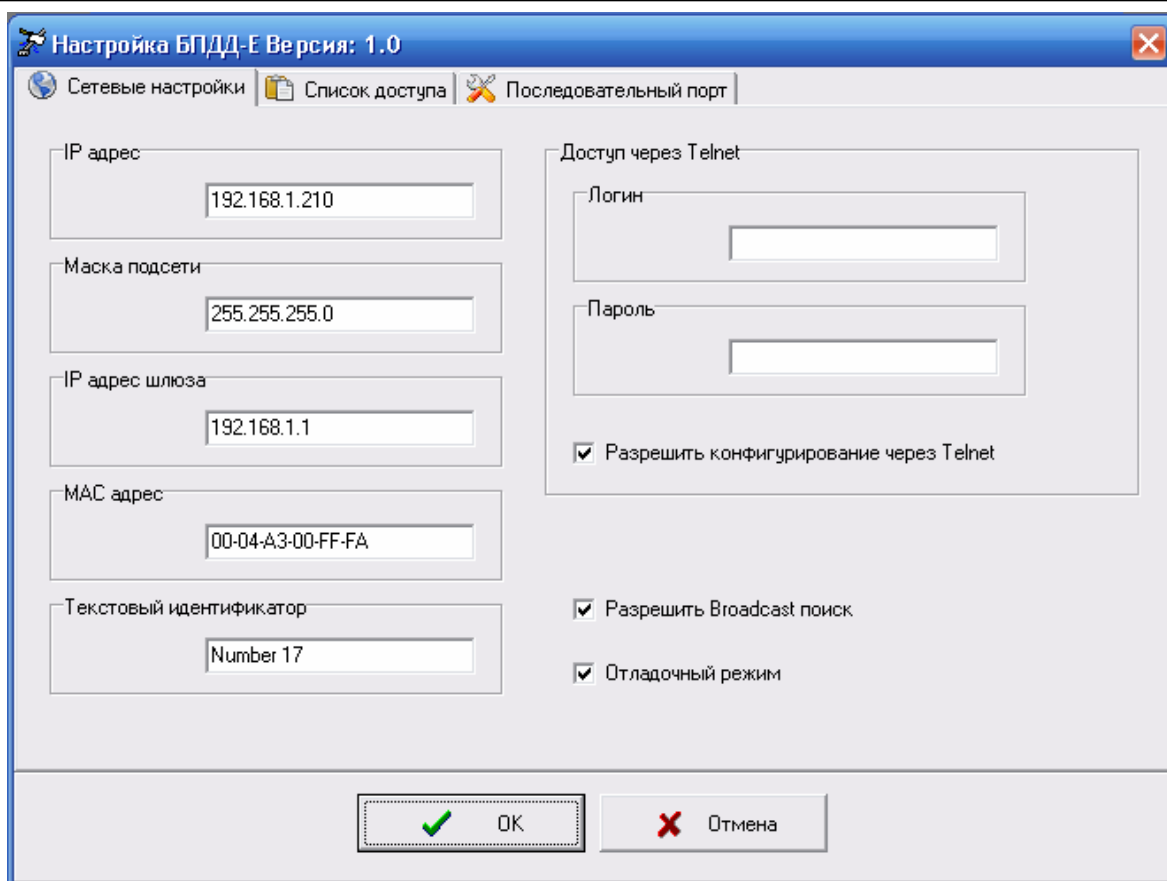 Настройка БПДД-Е Версия: 1.0
Сетевые настройки
Список доступа
Последовательный порт
IP адрес
192.168.1.210
Маска подсети
255.255.255.0
IP адрес шлюза
192.168.1.1
MAC адрес
00-04-A3-00-FF-FA
Текстовый идентификатор
Number 17
Доступ через Telnet
Логин
Пароль
Разрешить конфигурирование через Telnet
Разрешить Broadcast поиск
Отладочный режим
OK
Отмена